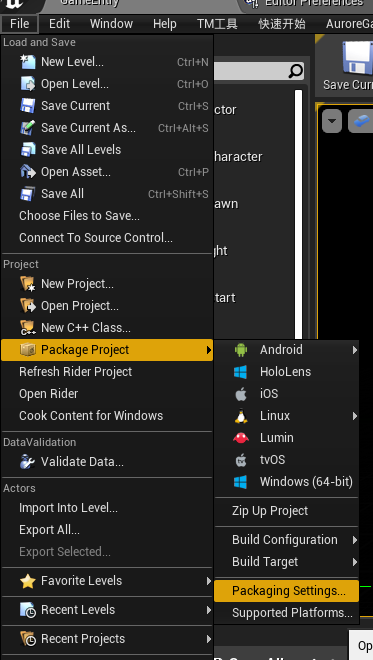 GameEntry
Editor Preferences
File Edit Window Help TM工具 快速开始 AuroreGa
Load and Save
New Level... Ctrl+N
Open Level... Ctrl+O
Save Current Ctrl+S
Save Current As... Ctrl+Alt+S
Save All Levels
Open Asset... Ctrl+P
Save All Ctrl+Shift+S
Choose Files to Save...
Connect To Source Control...
Project
New Project...
Open Project...
New C++ Class...
Package Project
Refresh Rider Project
Open Rider
Cook Content for Windows
DataValidation
Validate Data...
Actors
Import Into Level...
Export All...
Export Selected...
Favorite Levels
Recent Levels
Recent Projects
Save Curr
ctor
haracter
awn
ght
tart
Android
HoloLens
iOS
Linux
Lumin
tvOS
Windows (64-bit)
Zip Up Project
Build Configuration
Build Target
Packaging Settings...
Supported Platforms...
Op